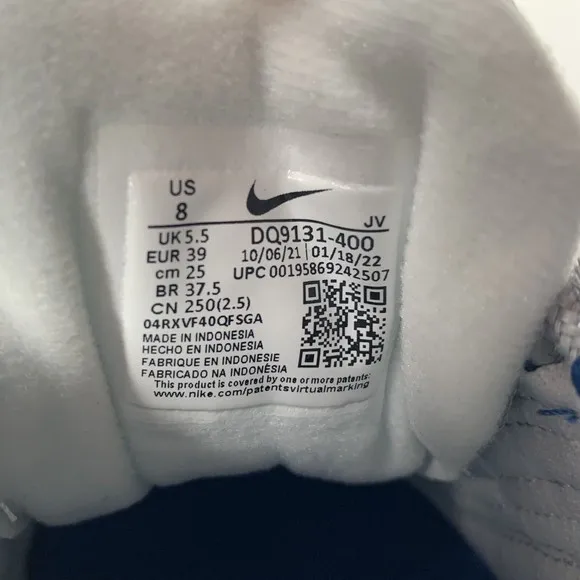 US
8
JV
UK 5.5
DQ9131-400
EUR 39
10/06/21 | 01/18/22
cm 25
UPC 00195869242507
BR 37.5
CN 250(2.5)
04RXVF40QFSGA
MADE IN INDONESIA
HECHO EN INDONESIA
FABRIQUE EN INDONESIE
FABRICADO NA INDONÉSIA
This product is covered by one or more patents:
www.nike.com/patentsvirtualmarking